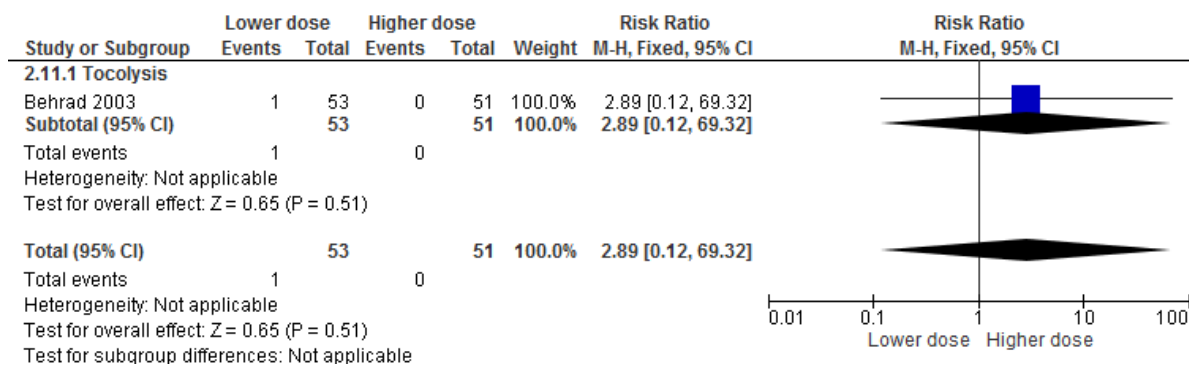 Lower dose Higher dose Risk Ratio Risk Ratio
Study or Subgroup Events Total Events Total Weight M-H, Fixed, 95% CI M-H, Fixed, 95% CI
2.11.1 Tocolysis
Behrad 2003 1 53 0 51 100.0% 2.89 [0.12, 69.32]
Subtotal (95% CI) 53 51 100.0% 2.89 [0.12, 69.32]
Total events 1 0
Heterogeneity: Not applicable
Test for overall effect: Z = 0.65 (P = 0.51)
Total (95% CI) 53 51 100.0% 2.89 [0.12, 69.32]
Total events 1 0
Heterogeneity: Not applicable
Test for overall effect: Z = 0.65 (P = 0.51)
Test for subgroup differences: Not applicable
0.01 0.1 1 10 100
Lower dose Higher dose